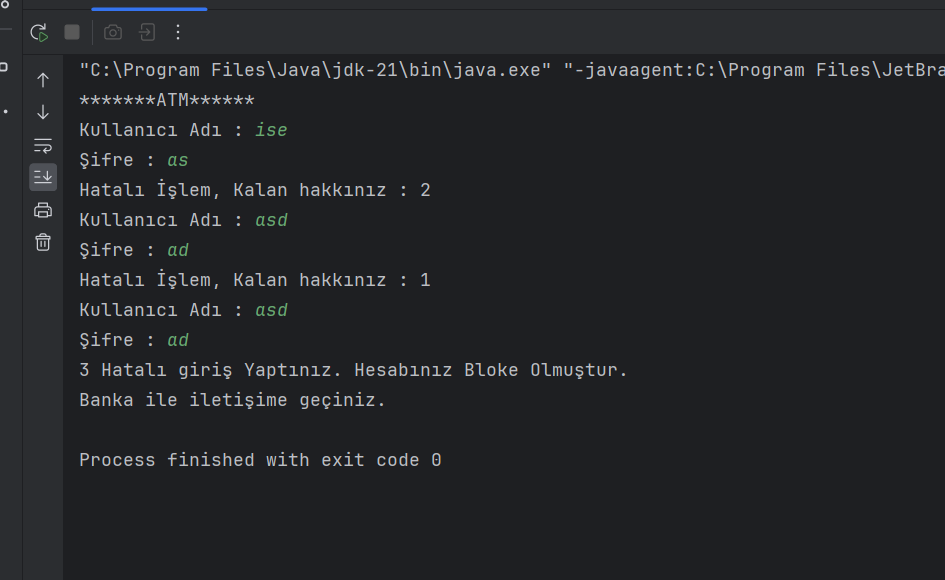 "C:\Program Files\Java\jdk-21\bin\java.exe" "-javaagent:C:\Program Files\JetBra
*******ATM******
Kullanıcı Adı : ise
Şifre : as
Hatalı İşlem, Kalan hakkınız : 2
Kullanıcı Adı : asd
Şifre : ad
Hatalı İşlem, Kalan hakkınız : 1
Kullanıcı Adı : asd
Şifre : ad
3 Hatalı giriş Yaptınız. Hesabınız Bloke Olmuştur.
Banka ile iletişime geçiniz.
Process finished with exit code 0